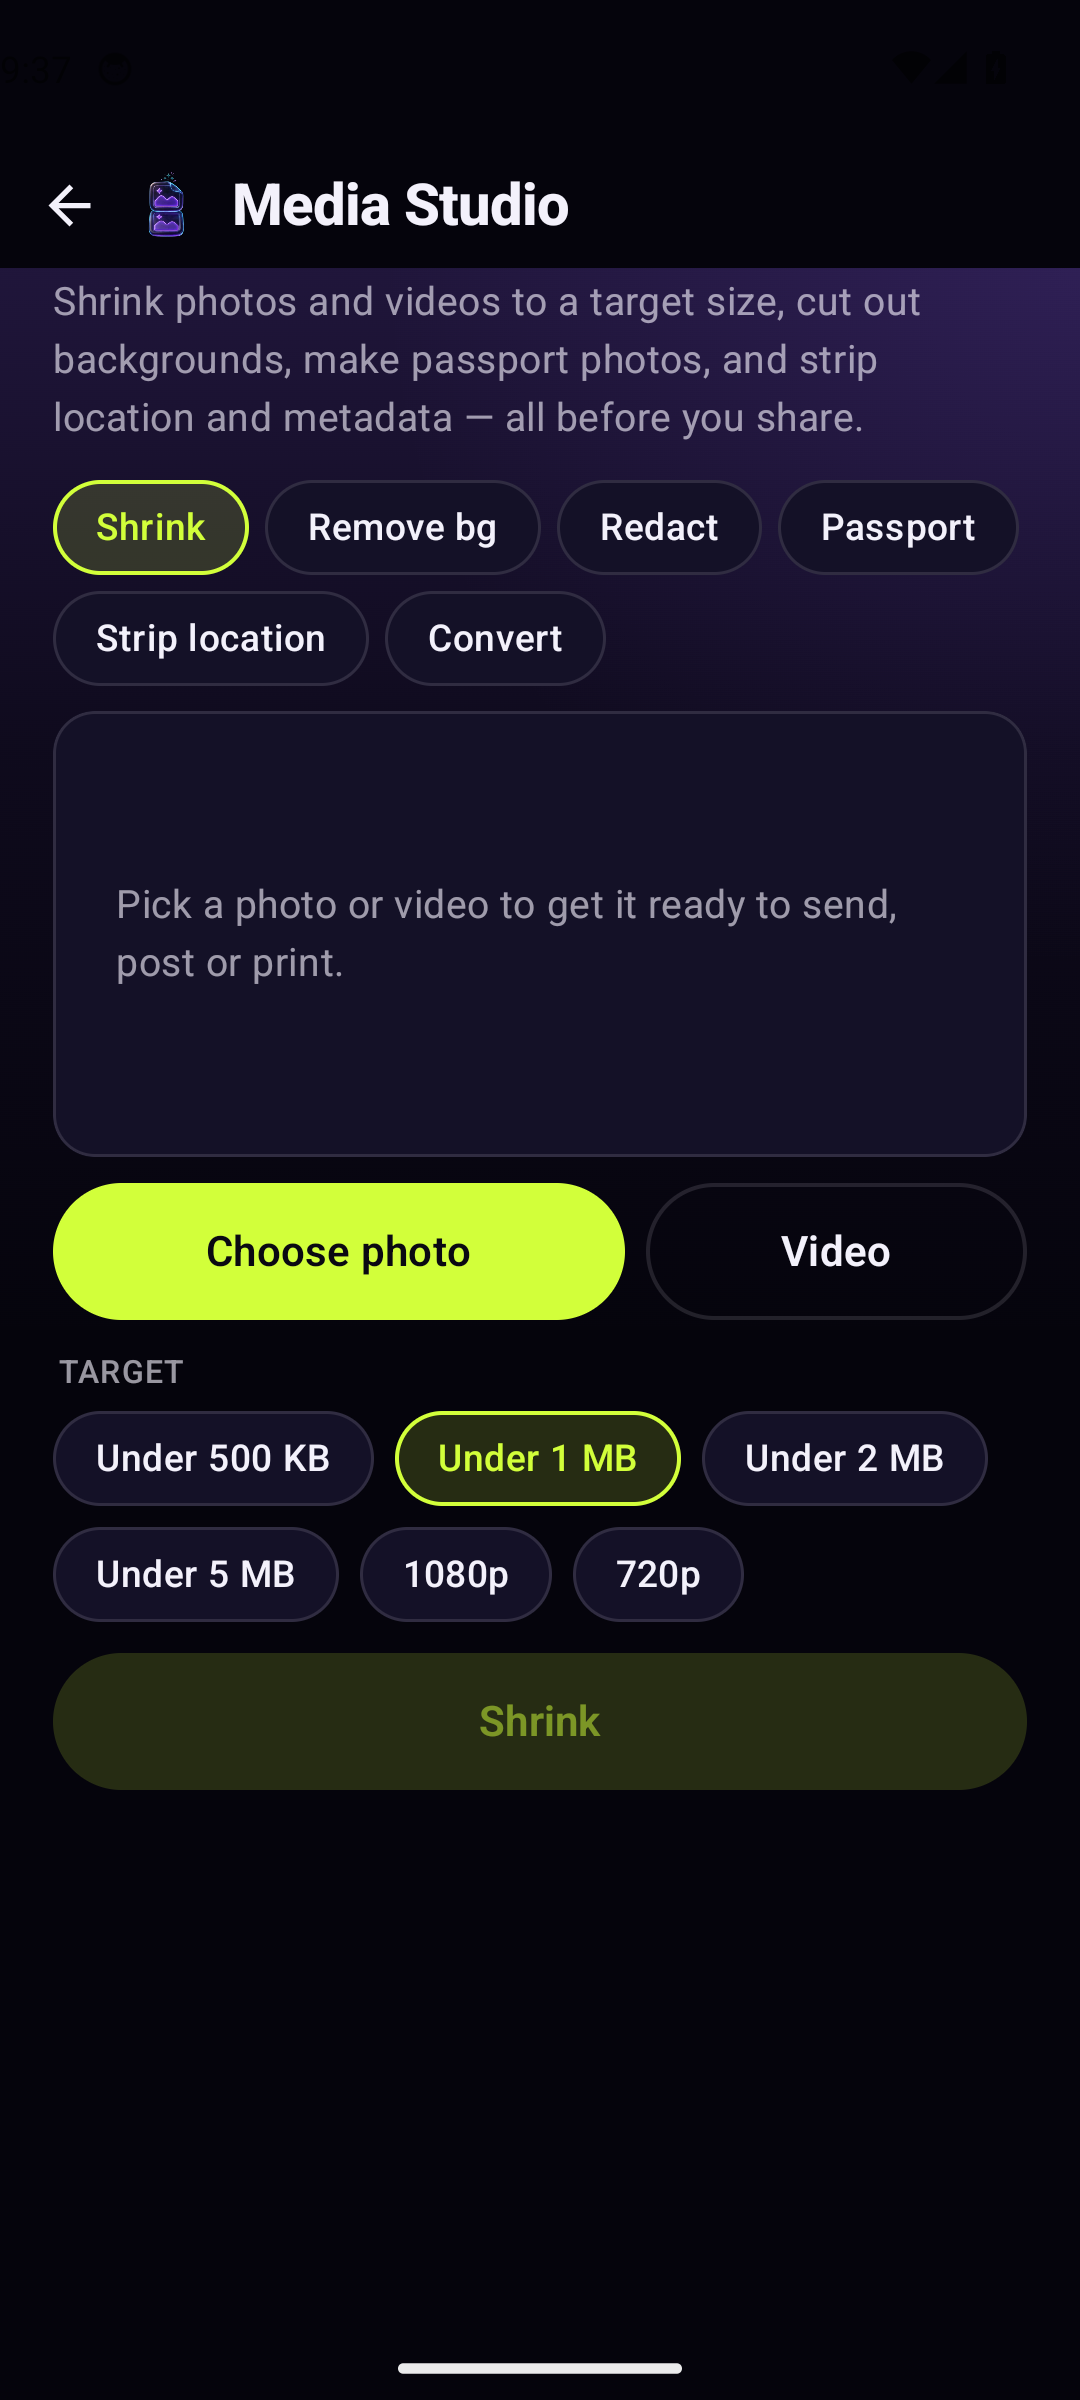 9:37
Media Studio
Shrink photos and videos to a target size, cut out
backgrounds, make passport photos, and strip
location and metadata — all before you share.
Shrink
Remove bg
Redact
Passport
Strip location
Convert
Pick a photo or video to get it ready to send,
post or print.
Choose photo
Video
TARGET
Under 500 KB
Under 1 MB
Under 2 MB
Under 5 MB
1080p
720p
Shrink